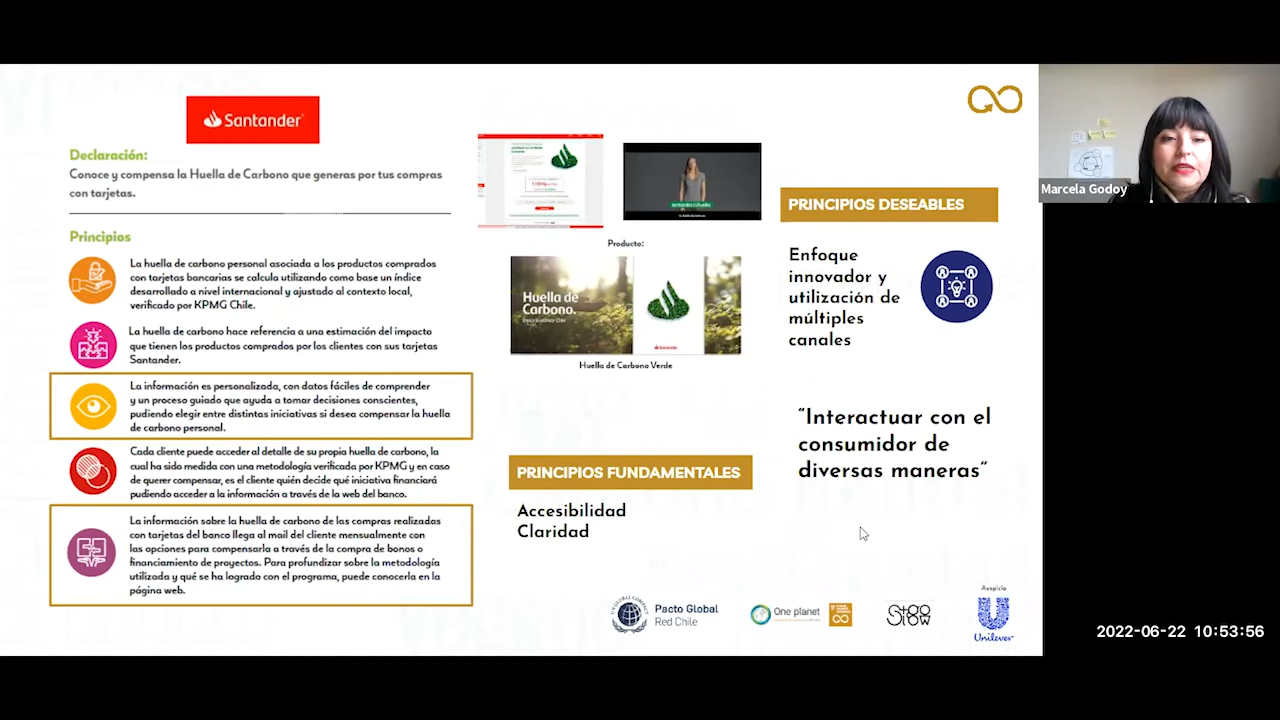 Santander
Declaración:
Conoce y compensa la Huella de Carbono que generas por tus compras
con tarjetas.
Principios
La huella de carbono personal asociada a los productos comprados
con tarjetas bancarias se calcula utilizando como base un índice
desarrollado a nivel internacional y ajustado al contexto local,
verificado por KPMG Chile.
La huella de carbono hace referencia a una estimación del impacto
que tienen los productos comprados por los clientes con sus tarjetas
Santander.
La información es personalizada, con datos fáciles de comprender
y un proceso guiado que ayuda a tomar decisiones conscientes,
pudiendo elegir entre distintas iniciativas si desea compensar la huella
de carbono personal.
Cada cliente puede acceder al detalle de su propia huella de carbono, la
cual ha sido medida con una metodología verificada por KPMG y en caso
de querer compensar, es el cliente quién decide qué iniciativa financiará
pudiendo acceder a la información a través de la web del banco.
La información sobre la huella de carbono de las compras realizadas
con tarjetas del banco llega al mail del cliente mensualmente con
las opciones para compensarla a través de la compra de bonos o
financiamiento de proyectos. Para profundizar sobre la metodología
utilizada y qué se ha logrado con el programa, puede conocerla en la
página web.
Producto:
Huella de
Carbono.
Santander
Huella de Carbono Verde
PRINCIPIOS FUNDAMENTALES
Accesibilidad
Claridad
PRINCIPIOS DESEABLES
Enfoque
innovador y
utilización de
múltiples
canales
“Interactuar con el
consumidor de
diversas maneras”
Pacto Global
Red Chile
One planet
Stgo
Slow
Auspicia
Unilever
Marcela Godoy
2022-06-22 10:53:56